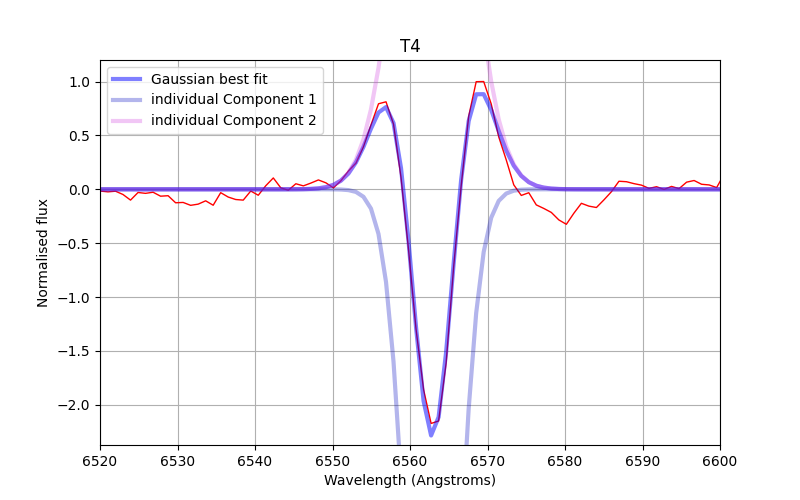 T4
Gaussian best fit
individual Component 1
individual Component 2
1.0
0.5
0.0
−0.5
−1.0
−1.5
−2.0
Normalised flux
6520 6530 6540 6550 6560 6570 6580 6590 6600
Wavelength (Angstroms)